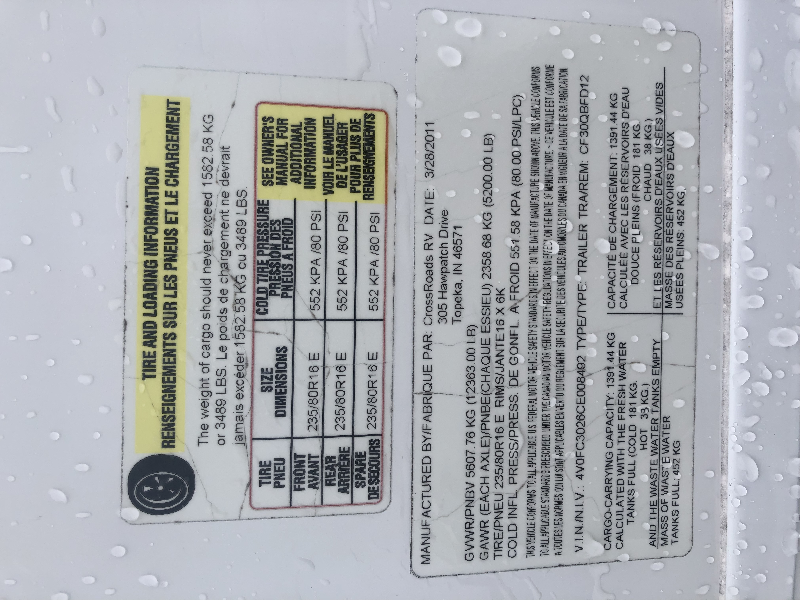 TIRE AND LOADING INFORMATION
RENSEIGNEMENTS SUR LES PNEUS ET LE CHARGEMENT
The weight of cargo should never exceed 1582.58 KG
or 3489 LBS. Le poids de chargement ne devrait
jamais excéder 1582.58 KG ou 3489 LBS.
TIRE PNEU SIZE DIMENSIONS COLD TIRE PRESSURE PRESSION DES PNEUS A FROID SEE OWNER'S MANUAL FOR ADDITIONAL INFORMATION
FRONT AVANT 235/80R16 E 552 KPA /80 PSI VOIR LE MANUEL DE L'USAGER POUR PLUS DE RENSEIGNEMENTS
REAR ARRIÈRE 235/80R16 E 552 KPA /80 PSI
SPARE DE SECOURS 235/80R16 E 552 KPA /80 PSI
MANUFACTURED BY/FABRIQUE PAR: CrossRoads RV DATE: 3/28/2011
305 Hawpatch Drive
Topeka, IN 46571
GVWR/PNBV 5607.76 KG (12363.00 LB)
GAWR (EACH AXLE)/PNBE(CHAQUE ESSIEU) 2358.68 KG (5200.00 LB)
TIRE/PNEU 235/80R16 E RIMS/JANTE16 X 6K
COLD INFL. PRESS/PRESS. DE GONFL. A FROID 551.58 KPA (80.00 PSI/LPC)
V.I.N./N.I.V.: 4V0FC3028CE008492 TYPE/TYPE: TRAILER TRA/REM: CF30QBFD12
CARGO-CARRYING CAPACITY: 1391.44 KG
CALCULATED WITH THE FRESH WATER
TANKS FULL (COLD 181 KG,
HOT 38 KG)
AND THE WASTE WATER TANKS EMPTY
MASS OF WASTE WATER
TANKS FULL: 452 KG
CAPACITÉ DE CHARGEMENT: 1391.44 KG
CALCULÉE AVEC LES RÉSERVOIRS D'EAU
DOUCE PLEINS (FROID 181 KG
CHAUD 38 KG)
ET LES RÉSERVOIRS D'EAUX USÉES VIDES
MASSE DES RÉSERVOIRS D'EAUX
USÉES PLEINS: 452 KG